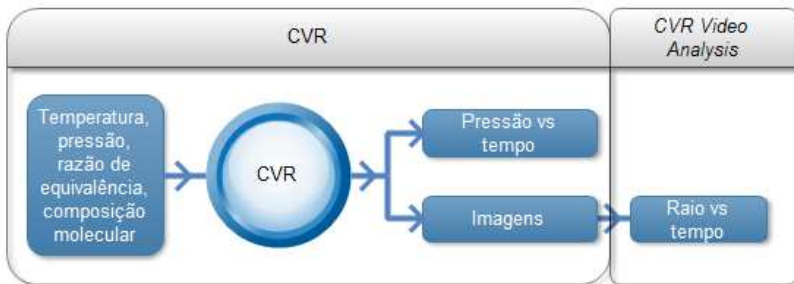 CVR
CVR Video
Analysis
Temperatura,
pressão,
razão de
equivalência,
composição
molecular
CVR
Pressão vs
tempo
Imagens
Raio vs
tempo